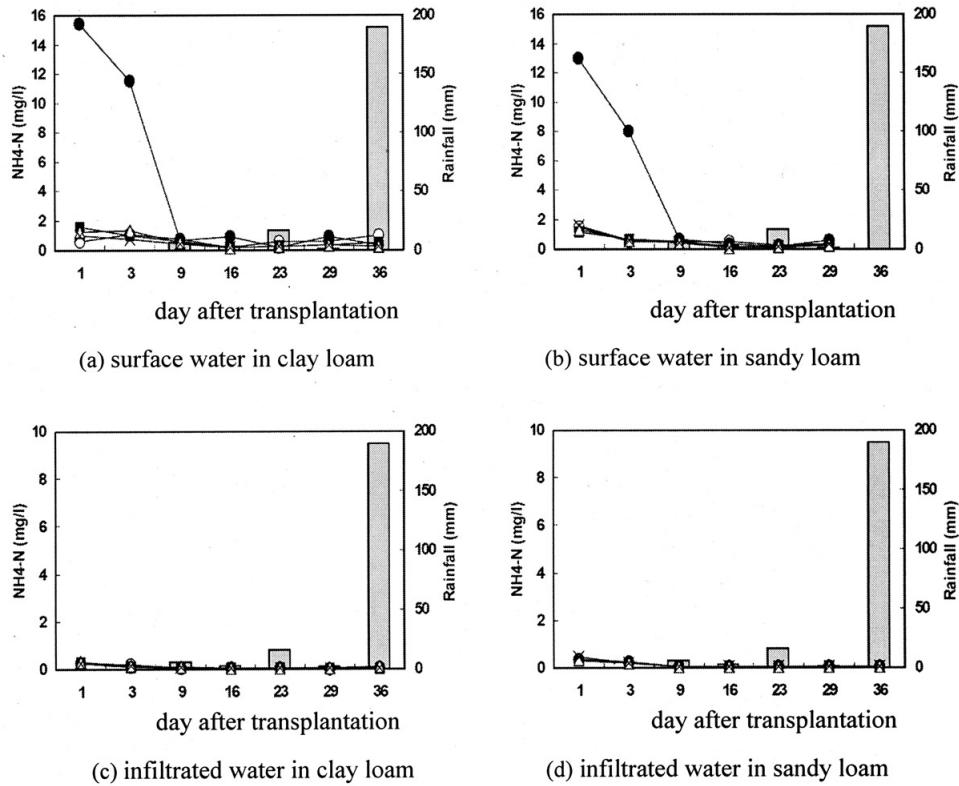 16
14
12
10
8
6
4
2
0
NH4-N (mg/l)
200
150
100
50
0
Rainfall (mm)
1 3 9 16 23 29 36
day after transplantation
(a) surface water in clay loam
16
14
12
10
8
6
4
2
0
NH4-N (mg/l)
200
150
100
50
0
Rainfall (mm)
1 3 9 16 23 29 36
day after transplantation
(b) surface water in sandy loam
10
8
6
4
2
0
NH4-N (mg/l)
200
150
100
50
0
Rainfall (mm)
1 3 9 16 23 29 36
day after transplantation
(c) infiltrated water in clay loam
10
8
6
4
2
0
NH4-N (mg/l)
200
150
100
50
0
Rainfall (mm)
1 3 9 16 23 29 36
day after transplantation
(d) infiltrated water in sandy loam